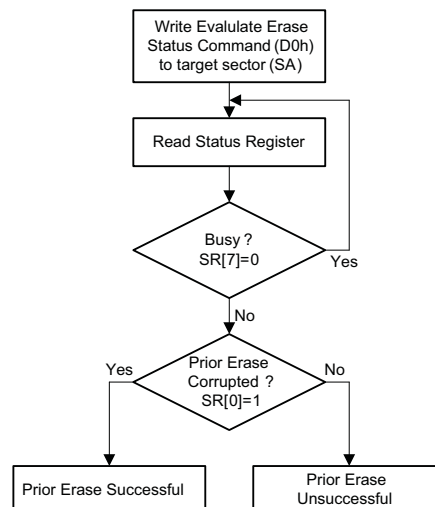 Write Evalulate Erase
Status Command (D0h)
to target sector (SA)
Read Status Register
Busy ?
SR[7]=0
Yes
No
Yes
No
Prior Erase
Corrupted ?
SR[0]=1
Prior Erase Successful
Prior Erase
Unsuccessful